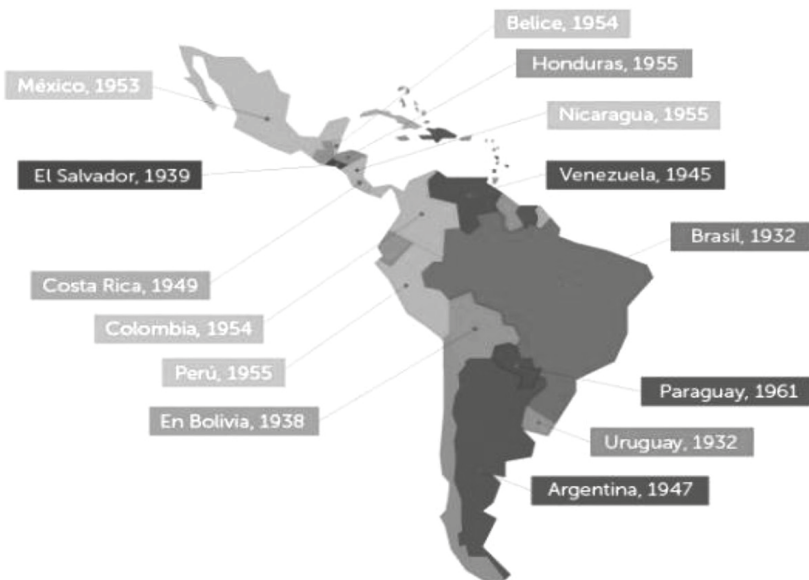 Belice, 1954
Honduras, 1955
México, 1953
Nicaragua, 1955
El Salvador, 1939
Venezuela, 1945
Brasil, 1932
Costa Rica, 1949
Colombia, 1954
Perú, 1955
Paraguay, 1961
En Bolivia, 1938
Uruguay, 1932
Argentina, 1947